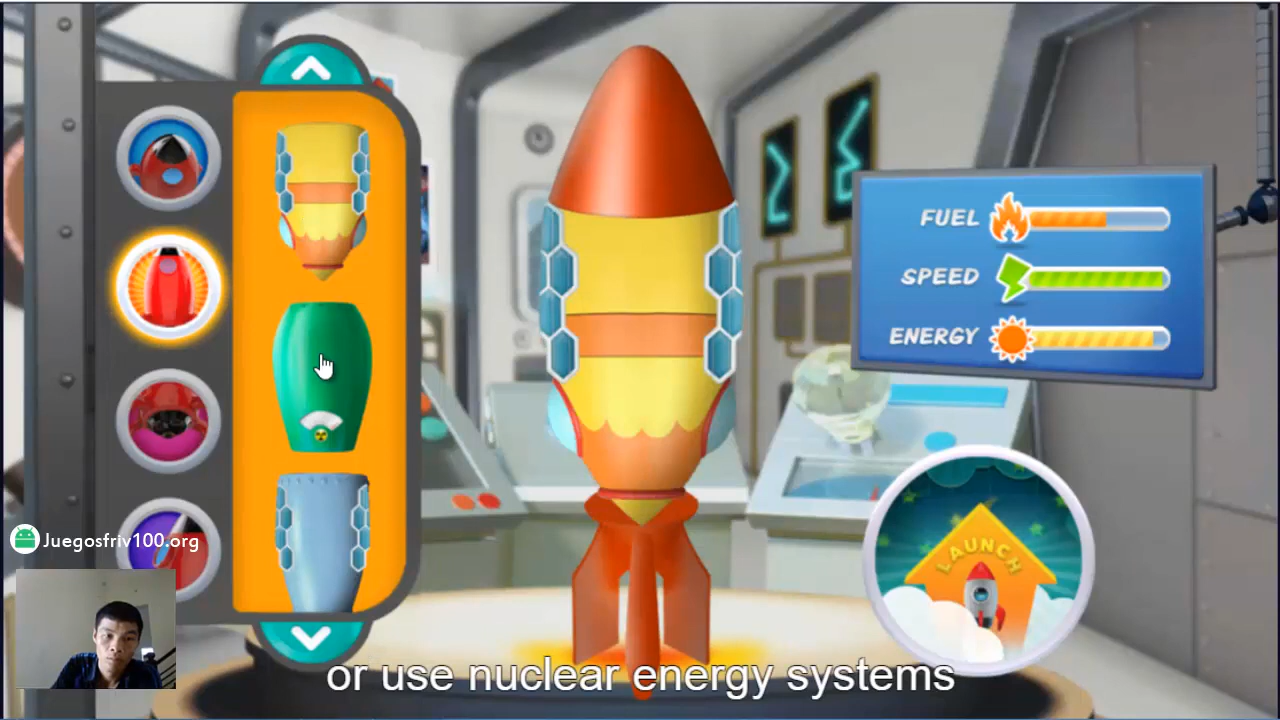 FUEL
SPEED
ENERGY
LAUNCH
Juegosfriv100.org
or use nuclear energy systems